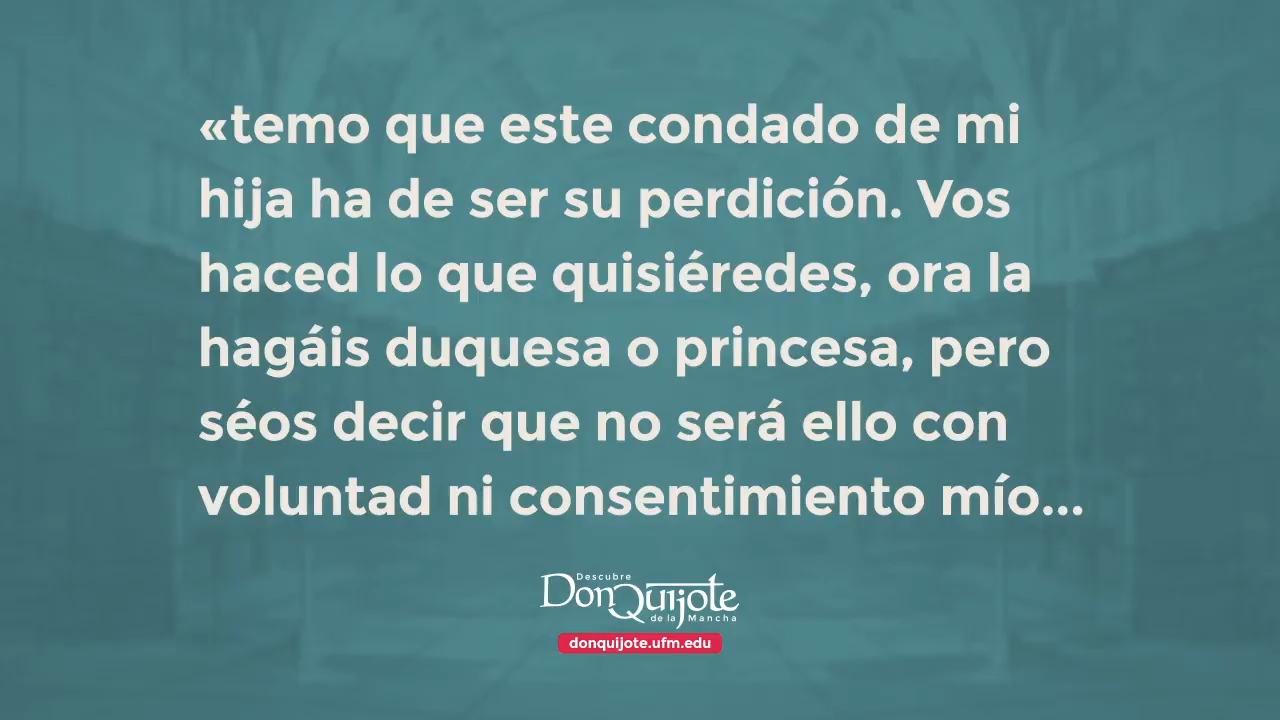 «temo que este condado de mi
hija ha de ser su perdición. Vos
haced lo que quisiéredes, ora la
hagáis duquesa o princesa, pero
séos decir que no será ello con
voluntad ni consentimiento mío...
Descubre
Don Quijote
de la Mancha
donquijote.ufm.edu